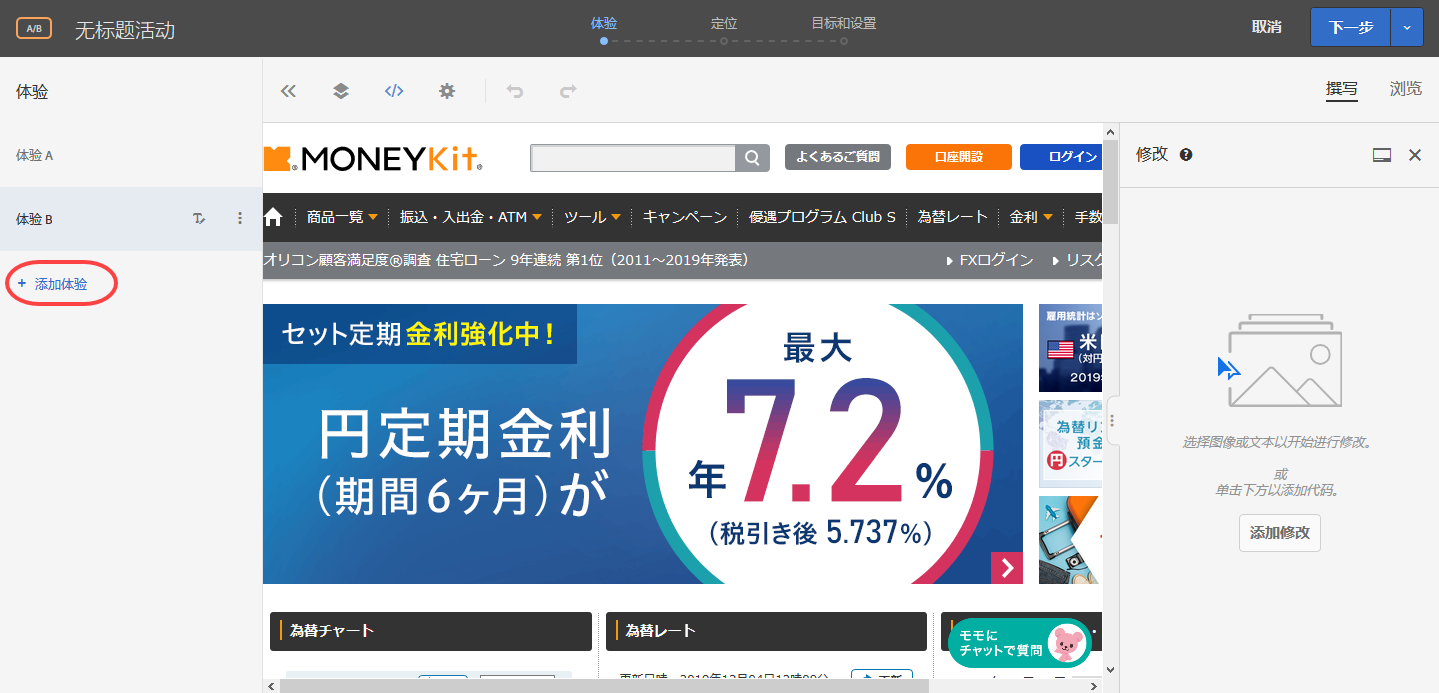 A/B
无标题活动
体验
定位
目标和设置
取消
下一步
体验
体验 A
体验 B
+ 添加体验
</>
撰写
浏览
MONEYKit
よくあるご質問
口座開設
ログイン
商品一覧
振込・入出金・ATM
ツール
キャンペーン
優遇プログラム Club S
為替レート
金利
手数
オリコン顧客満足度®調査 住宅ローン 9年連続 第1位（2011～2019年発表）
FXログイン
リスク
セット定期 金利強化中！
円定期金利
（期間6ヶ月）が
最大
年7.2%
（税引き後 5.737%）
雇用統計はソ
米
（対円
2019
為替リン
預金
円スター
為替チャート
為替レート
モモに
チャットで質問
修改
选择图像或文本以开始进行修改。
或
单击下方以添加代码。
添加修改